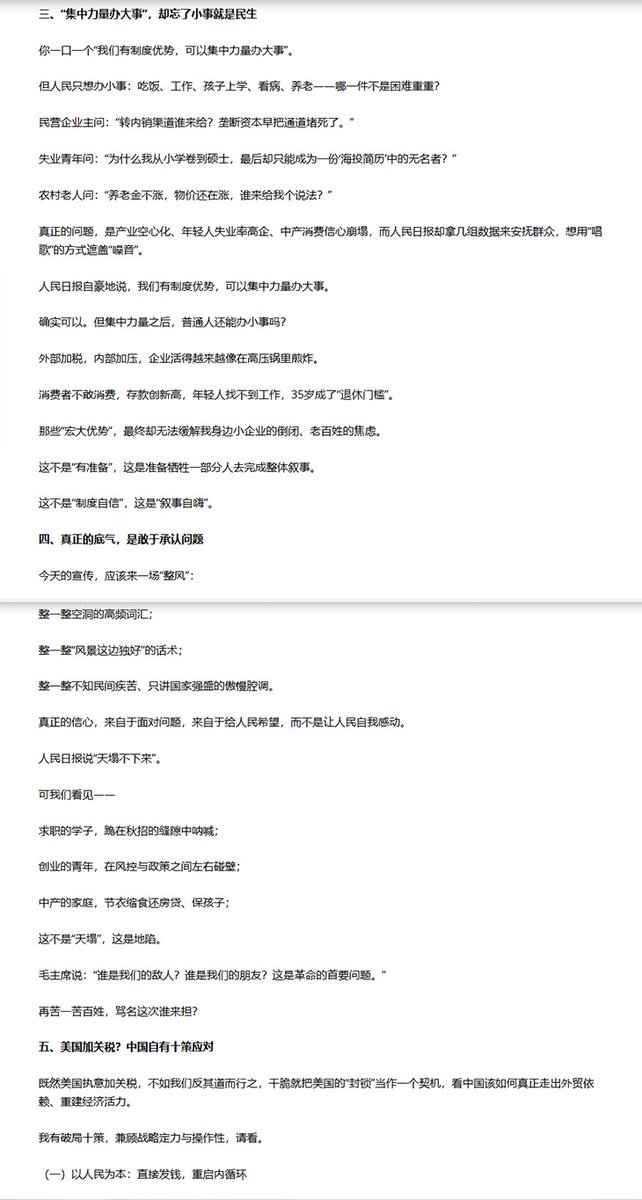 三、“集中力量办大事”，却忘了小事就是民生
你一口一个“我们有制度优势，可以集中力量办大事”。
但人民只想办小事：吃饭、工作、孩子上学、看病、养老——哪一件不是困难重重？
民营企业主问：“转内销渠道谁来给？垄断资本早把通道堵死了。”
失业青年问：“为什么我从小学卷到硕士，最后却只能成为一份‘海投简历’中的无名者？”
农村老人问：“养老金不涨，物价还在涨，谁来给我个说法？”
真正的问题，是产业空心化、年轻人失业率高企、中产消费信心崩塌，而人民日报却拿几组数据来安抚群众，想用“唱
歌”的方式遮盖“噪音”。
人民日报自豪地说，我们有制度优势，可以集中力量办大事。
确实可以。但集中力量之后，普通人还能办小事吗？
外部加税，内部加压，企业活得越来越像在高压锅里煎炸。
消费者不敢消费，存款创新高，年轻人找不到工作，35岁成了“退休门槛”。
那些“宏大优势”，最终却无法缓解我身边小企业的倒闭、老百姓的焦虑。
这不是“有准备”，这是准备牺牲一部分人去完成整体叙事。
这不是“制度自信”，这是“叙事自嗨”。
四、真正的底气，是敢于承认问题
今天的宣传，应该来一场“整风”：
整一整空洞的高频词汇；
整一整“风景这边独好”的话术；
整一整不知民间疾苦、只讲国家强盛的傲慢腔调。
真正的信心，来自于面对问题，来自于给人民希望，而不是让人民自我感动。
人民日报说“天塌不下来”。
可我们看见——
求职的学子，跪在秋招的缝隙中呐喊；
创业的青年，在风控与政策之间左右碰壁；
中产的家庭，节衣缩食还房贷、保孩子；
这不是“天塌”，这是地陷。
毛主席说：“谁是我们的敌人？谁是我们的朋友？这是革命的首要问题。”
再苦一苦百姓，骂名这次谁来担？
五、美国加关税？中国自有十策应对
既然美国执意加关税，不如我们反其道而行之，干脆就把美国的“封锁”当作一个契机，看中国该如何真正走出外贸依
赖、重建经济活力。
我有破局十策，兼顾战略定力与操作性，请看。
（一）以人民为本：直接发钱，重启内循环